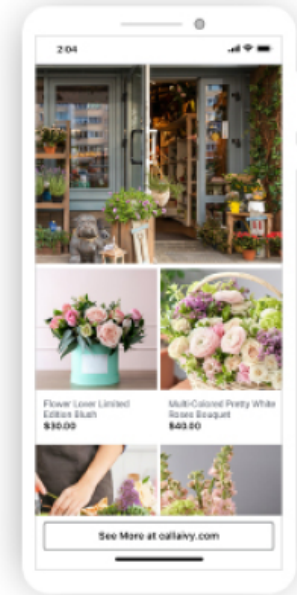 2:04
Flower Lover Limited
Edition Blush
$30.00
Multi-Colored Pretty White
Roses Bouquet
$40.00
See More at callaivy.com